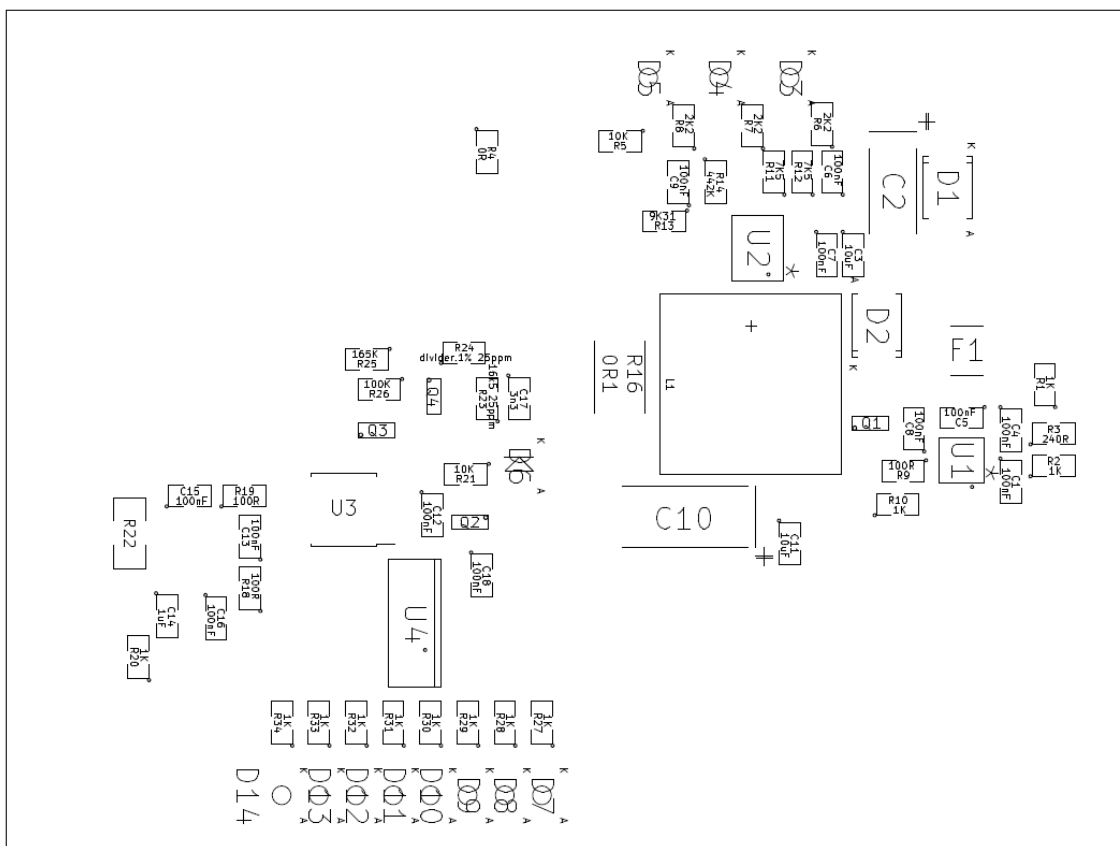 K K K
D5 D4 D3
A A A
2K2 R8
2K2 R7
2K2 R6
+
10K
R5
R4 0R
100nF C9
R14 442K
7K5 R11
7K5 R12
100nF C6
C2
K
D1
A
9K31
R13
U2
*
C7 100nF
C3 10uF
A
D2
K
+
L1
R16
0R1
F1
1K R1
165K
R25
R24
divider.1% 25ppm
100K
R26
Q4
16k5 25ppm
R23
C17 3n3
Q3
Q1
100nF C8
100nF
C5
C4 100nF
R3
240R
K
A
10K
R21
100R
R9
U1
*
C1 100nF
R2
1K
R10
1K
C15
100nF
R19
100R
U3
C12 100nF
Q2
C10
+
C11 10uF
R22
100nF C13
C18 100nF
100R R18
U4
C14 1uF
C16 100nF
1K R20
1K R34
1K R33
1K R32
1K R31
1K R30
1K R29
1K R28
1K R27
K K K K K K K K
D14 D13 D12 D11 D10 D9 D8 D7
A A A A A A A A